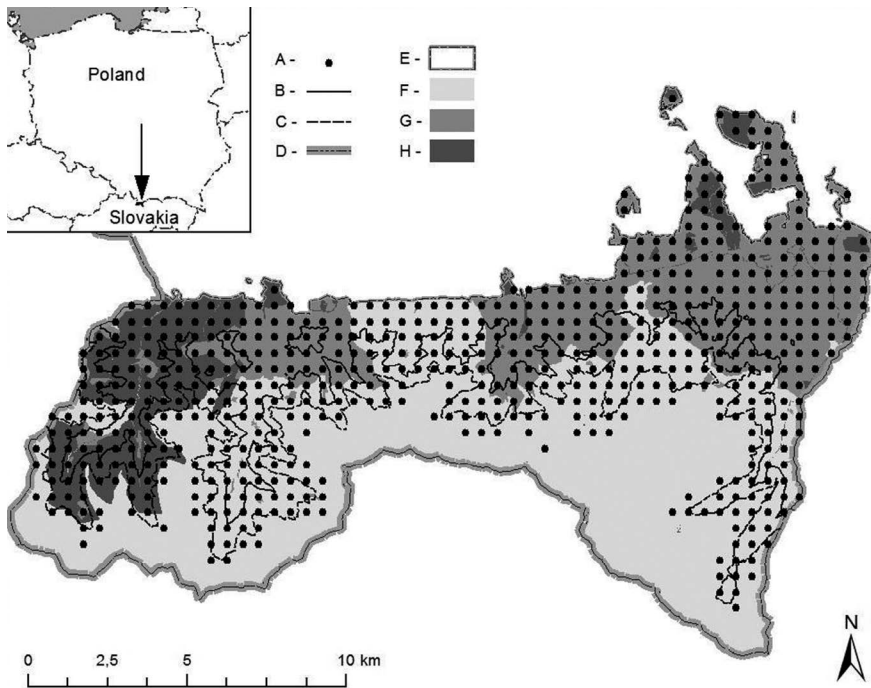 Poland
Slovakia
A -
B -
C -
D -
E -
F -
G -
H -
N
0 2,5 5 10 km